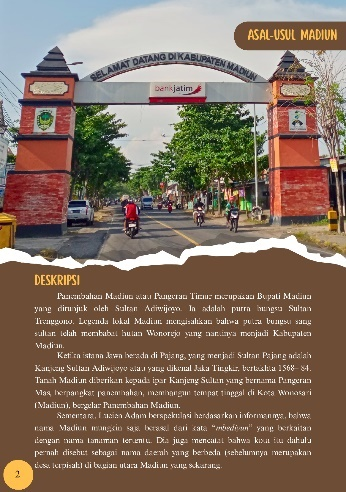 ASAL-USUL MADIUN
SELAMAT DATANG DI KABUPATEN MADIUN
bankjatim
DESKRIPSI
Panembahan Madiun atau Pangeran Timur merupakan Bupati Madiun
yang ditunjuk oleh Sultan Adiwijoyo. Ia adalah putra bungsu Sultan
Trenggono. Legenda lokal Madiun mengisahkan bahwa putra bungsu sang
sultan telah membabat hutan Wonorejo yang nantinya menjadi Kabupaten
Madiun.
Ketika istana Jawa berada di Pajang, yang menjadi Sultan Pajang adalah
Kanjeng Sultan Adiwijoyo atau yang dikenal Jaka Tingkir, bertakhta 1568– 84.
Tanah Madiun diberikan kepada ipar Kanjeng Sultan yang bernama Pangeran
Mas, berpangkat panembahan, membangun tempat tinggal di Kota Wonosari
(Madiun), bergelar Panembahan Madiun.
Sementara, Lucien Adam berspekulasi berdasarkan informannya, bahwa
nama Madiun mungkin saja berasal dari kata “mbediyun” yang berkaitan
dengan nama tanaman tertentu. Dia juga mencatat bahwa kota itu dahulu
pernah disebut sebagai nama daerah yang berbeda (sebelumnya merupakan
desa terpisah) di bagian utara Madiun yang sekarang.
2